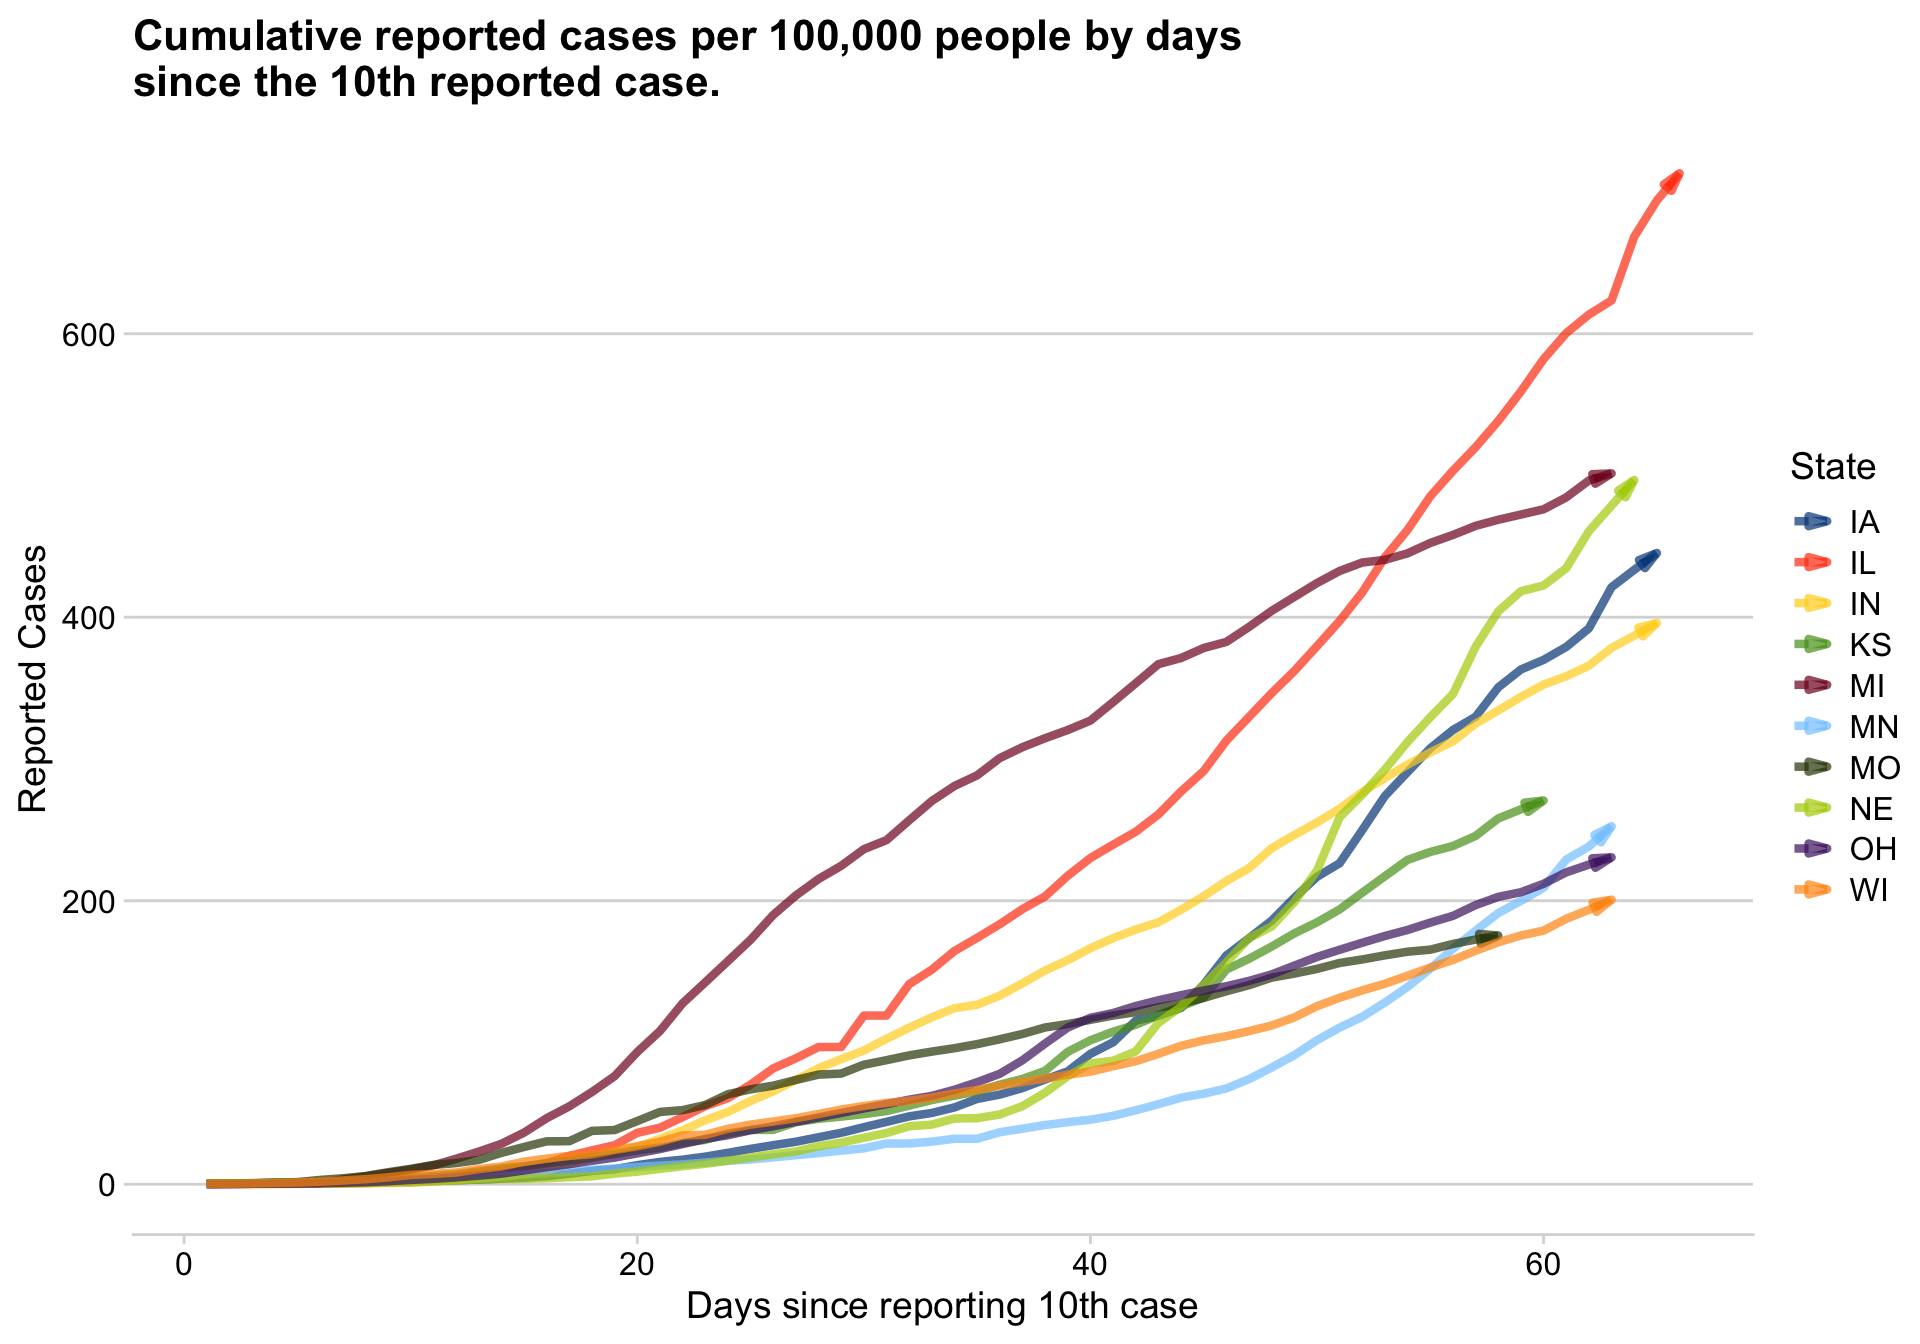 Cumulative reported cases per 100,000 people by days
since the 10th reported case.
600
400
200
0
Reported Cases
0 20 40 60
Days since reporting 10th case
State
IA
IL
IN
KS
MI
MN
MO
NE
OH
WI